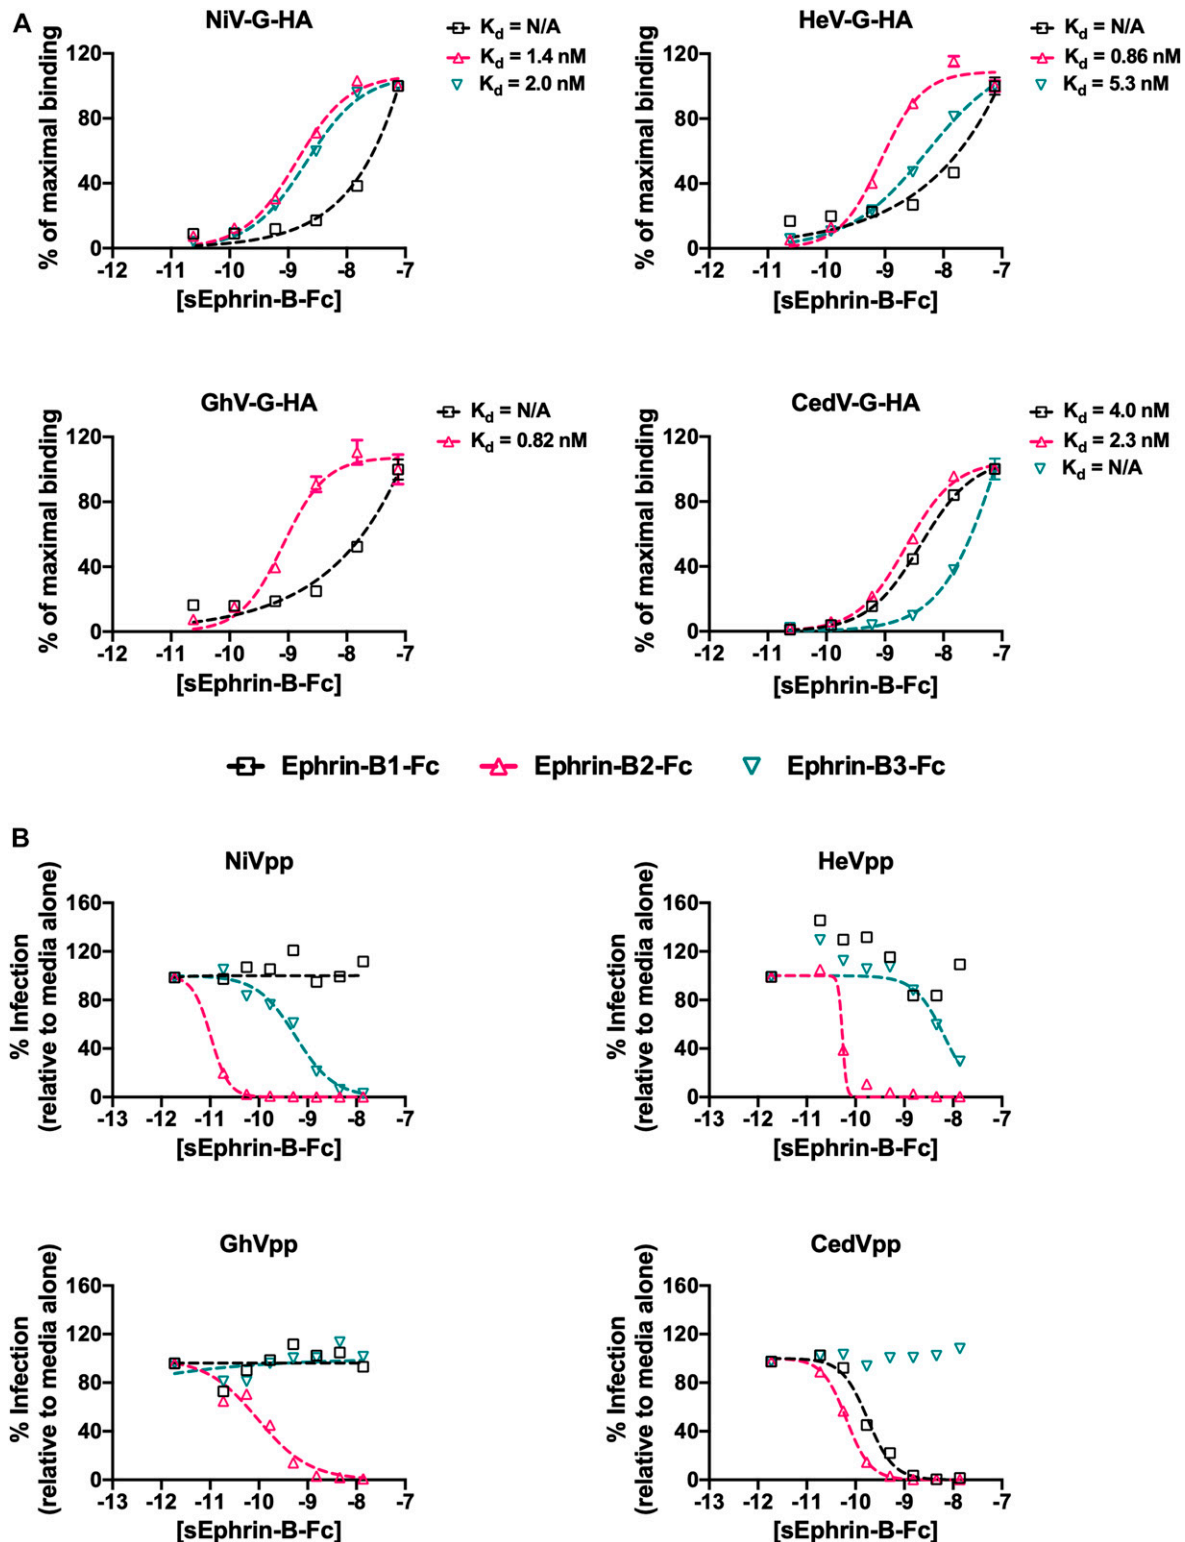 A
NiV-G-HA
% of maximal binding
120
80
40
0
-12 -11 -10 -9 -8 -7
[sEphrin-B-Fc]
Kd = N/A
Kd = 1.4 nM
Kd = 2.0 nM
HeV-G-HA
% of maximal binding
120
80
40
0
-12 -11 -10 -9 -8 -7
[sEphrin-B-Fc]
Kd = N/A
Kd = 0.86 nM
Kd = 5.3 nM
GhV-G-HA
% of maximal binding
120
80
40
0
-12 -11 -10 -9 -8 -7
[sEphrin-B-Fc]
Kd = N/A
Kd = 0.82 nM
CedV-G-HA
% of maximal binding
120
80
40
0
-12 -11 -10 -9 -8 -7
[sEphrin-B-Fc]
Kd = 4.0 nM
Kd = 2.3 nM
Kd = N/A
Ephrin-B1-Fc Ephrin-B2-Fc Ephrin-B3-Fc
B
NiVpp
% Infection
(relative to media alone)
160
120
80
40
0
-13 -12 -11 -10 -9 -8 -7
[sEphrin-B-Fc]
HeVpp
% Infection
(relative to media alone)
160
120
80
40
0
-13 -12 -11 -10 -9 -8 -7
[sEphrin-B-Fc]
GhVpp
% Infection
(relative to media alone)
160
120
80
40
0
-13 -12 -11 -10 -9 -8 -7
[sEphrin-B-Fc]
CedVpp
% Infection
(relative to media alone)
160
120
80
40
0
-13 -12 -11 -10 -9 -8 -7
[sEphrin-B-Fc]